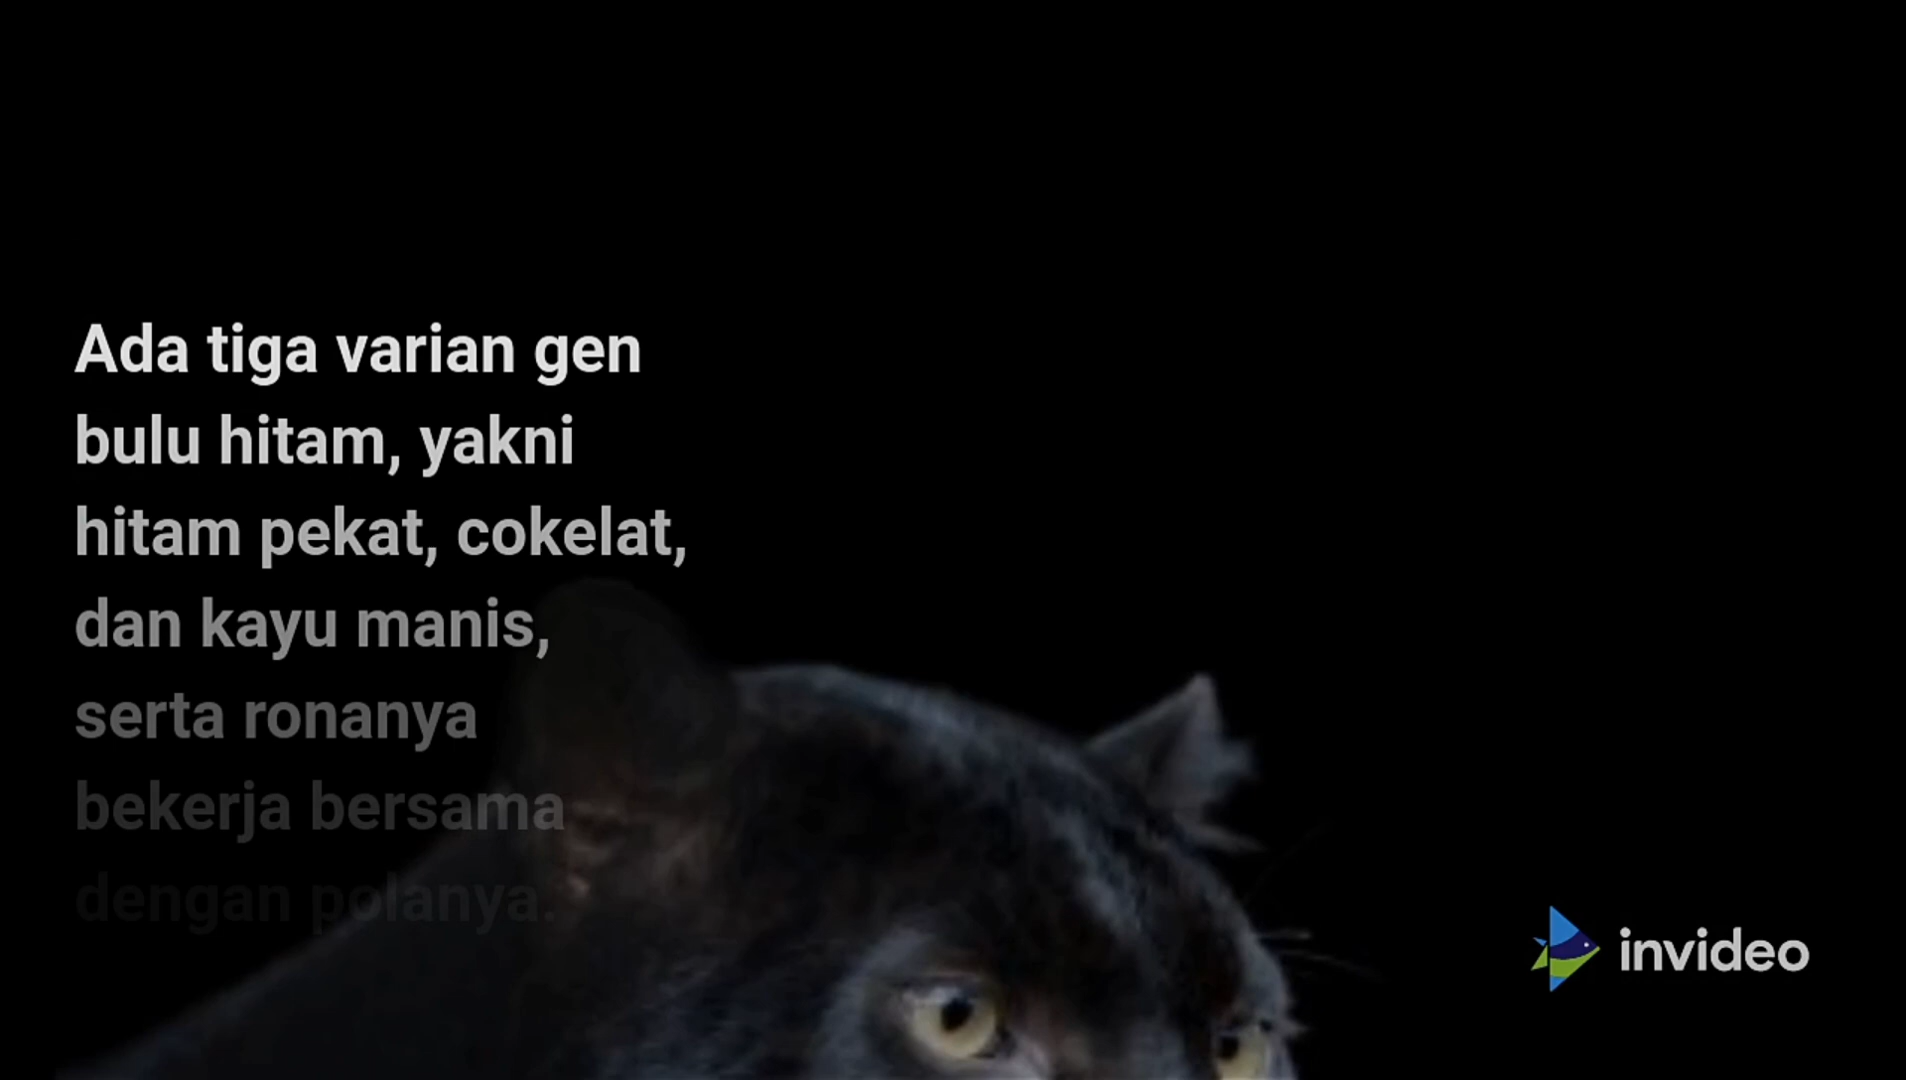 Ada tiga varian gen
bulu hitam, yakni
hitam pekat, cokelat,
dan kayu manis,
serta ronanya
bekerja bersama
dengan polanya.
invideo